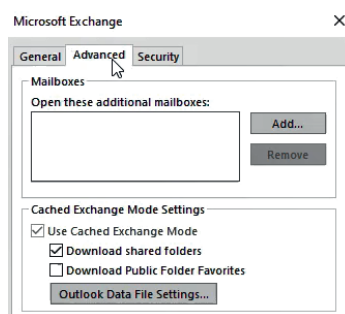 Microsoft Exchange
General Advanced Security
Mailboxes
Open these additional mailboxes:
Add...
Remove
Cached Exchange Mode Settings
Use Cached Exchange Mode
Download shared folders
Download Public Folder Favorites
Outlook Data File Settings...